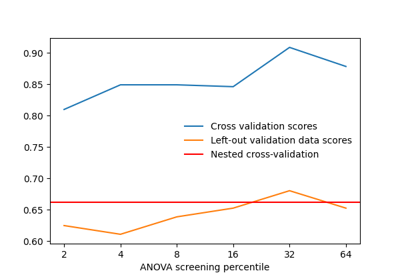 0.90
0.85
0.80
0.75
0.70
0.65
0.60
Cross validation scores
Left-out validation data scores
Nested cross-validation
2 4 8 16 32 64
ANOVA screening percentile